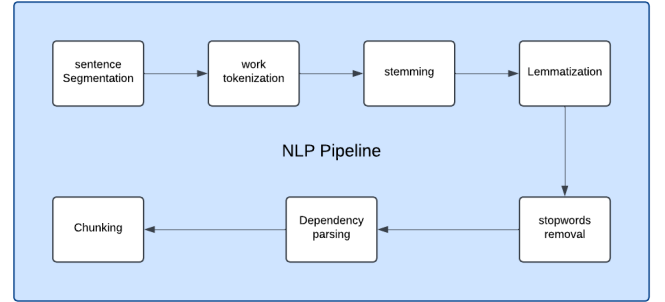 sentence
Segmentation
work
tokenization
stemming
Lemmatization
NLP Pipeline
Chunking
Dependency
parsing
stopwords
removal